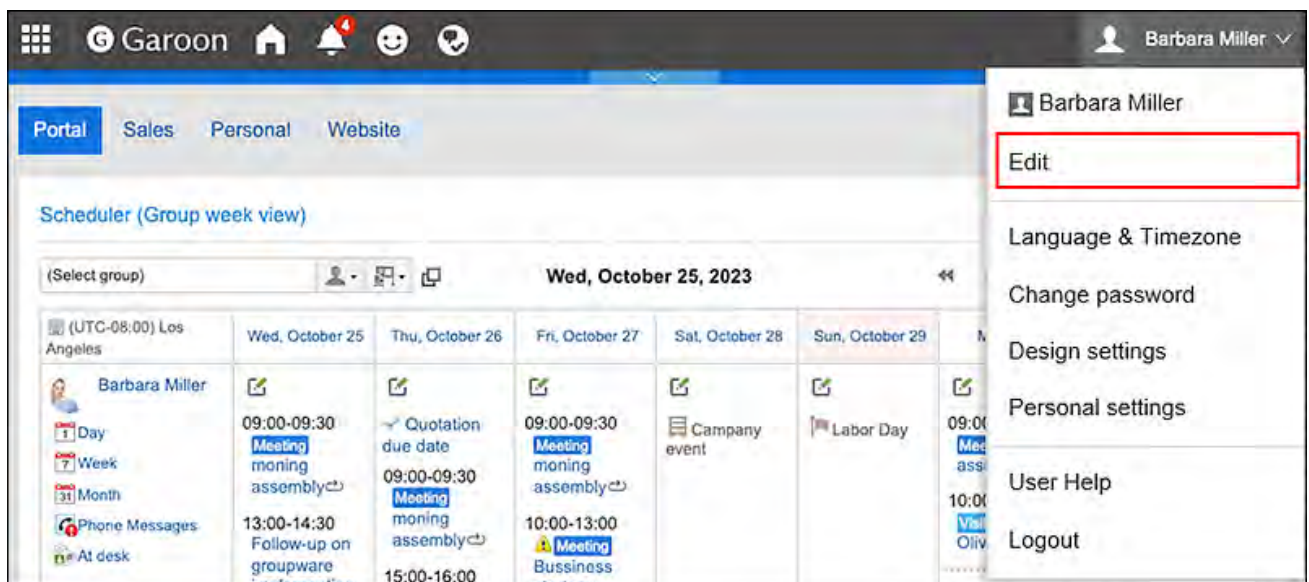 Garoon 4 Barbara Miller
Barbara Miller
Edit
Language & Timezone
Change password
Design settings
Personal settings
User Help
Logout
Portal Sales Personal Website
Scheduler (Group week view)
(Select group) Wed, October 25, 2023
(UTC-08:00) Los
Angeles
Wed, October 25 Thu, October 26 Fri, October 27 Sat, October 28 Sun, October 29
Barbara Miller
1 Day
7 Week
31 Month
Phone Messages
At desk
09:00-09:30
Meeting
moning
assembly
13:00-14:30
Follow-up on
groupware
Quotation
due date
09:00-09:30
Meeting
moning
assembly
15:00-16:00
09:00-09:30
Meeting
moning
assembly
10:00-13:00
Meeting
Bussiness
Campany
event
Labor Day